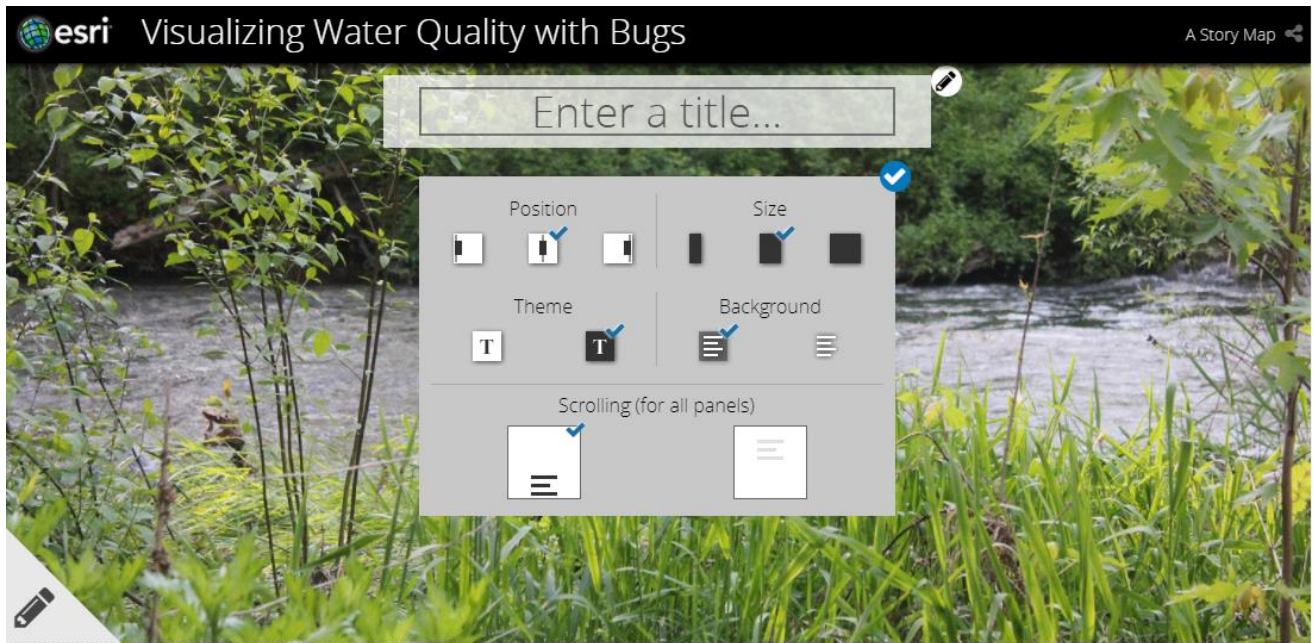 esri Visualizing Water Quality with Bugs A Story Map
Enter a title...
Position Size
Theme Background
T T
Scrolling (for all panels)